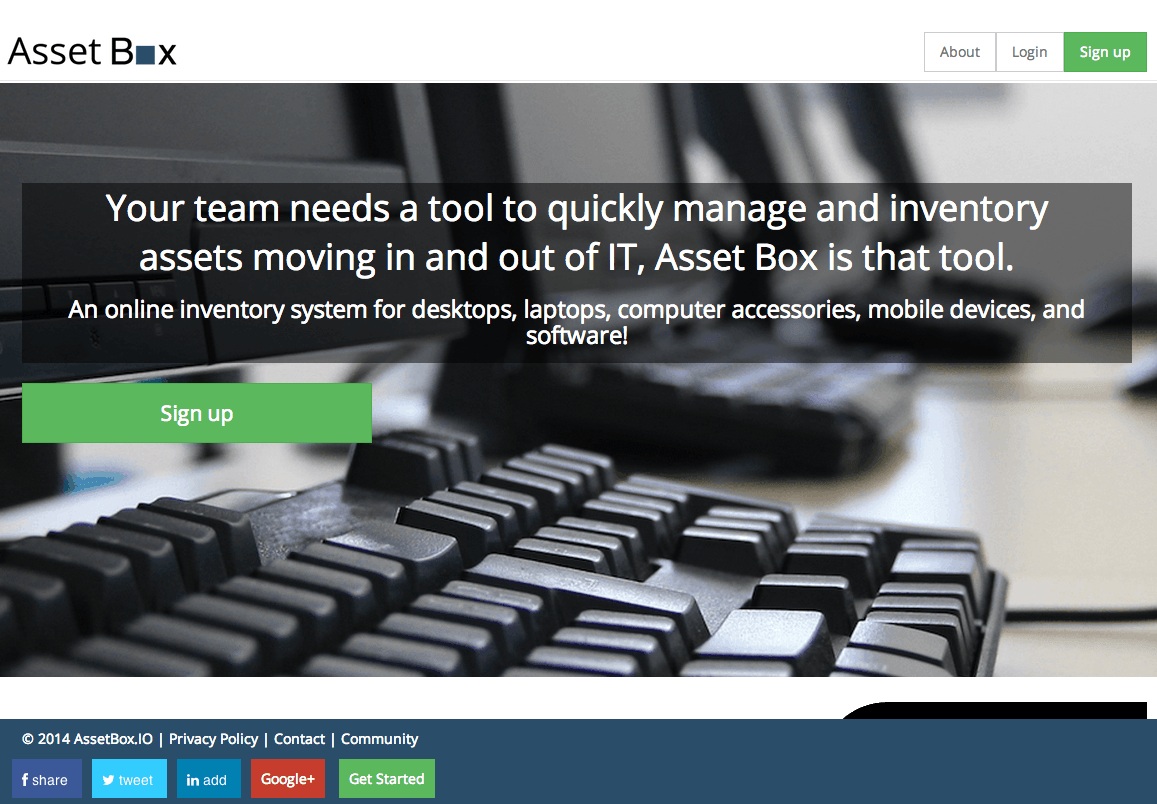 Asset Box
About
Login
Sign up
Your team needs a tool to quickly manage and inventory
assets moving in and out of IT, Asset Box is that tool.
An online inventory system for desktops, laptops, computer accessories, mobile devices, and
software!
Sign up
© 2014 AssetBox.IO | Privacy Policy | Contact | Community
f share
tweet
in add
Google+
Get Started